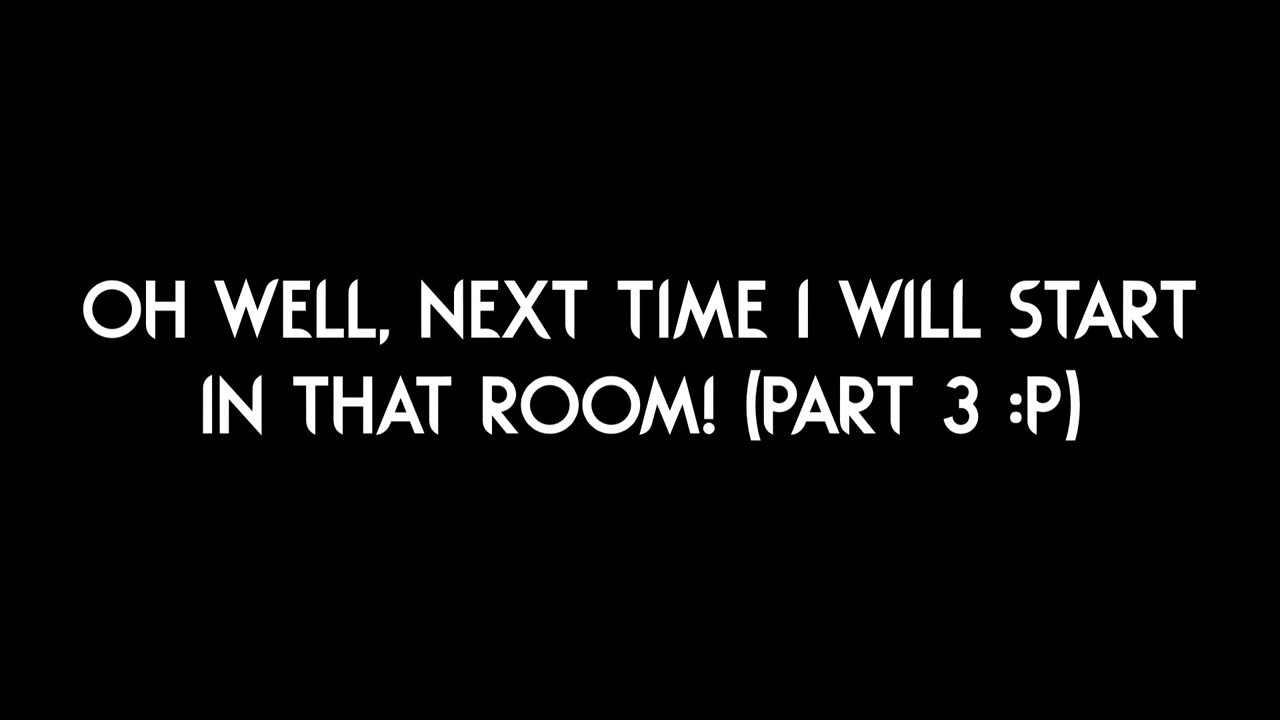 OH WELL, NEXT TIME I WILL START
IN THAT ROOM! (PART 3 :P)